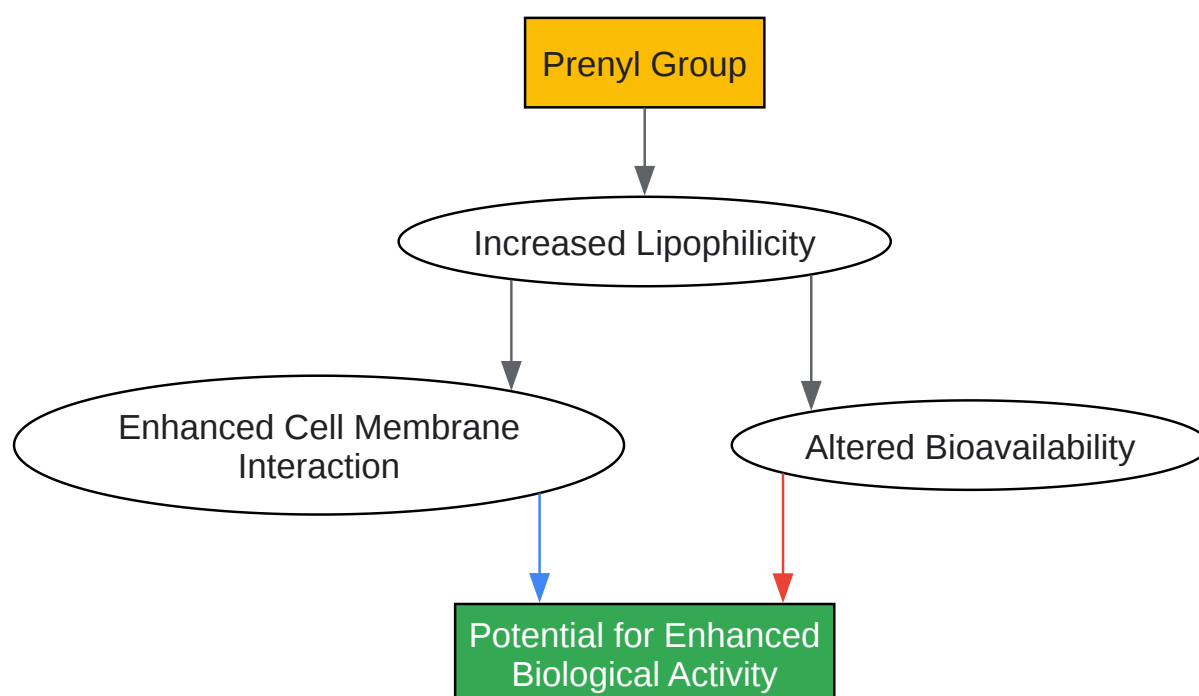 Prenyl Group
Increased Lipophilicity
Enhanced Cell Membrane
Interaction
Altered Bioavailability
Potential for Enhanced
Biological Activity